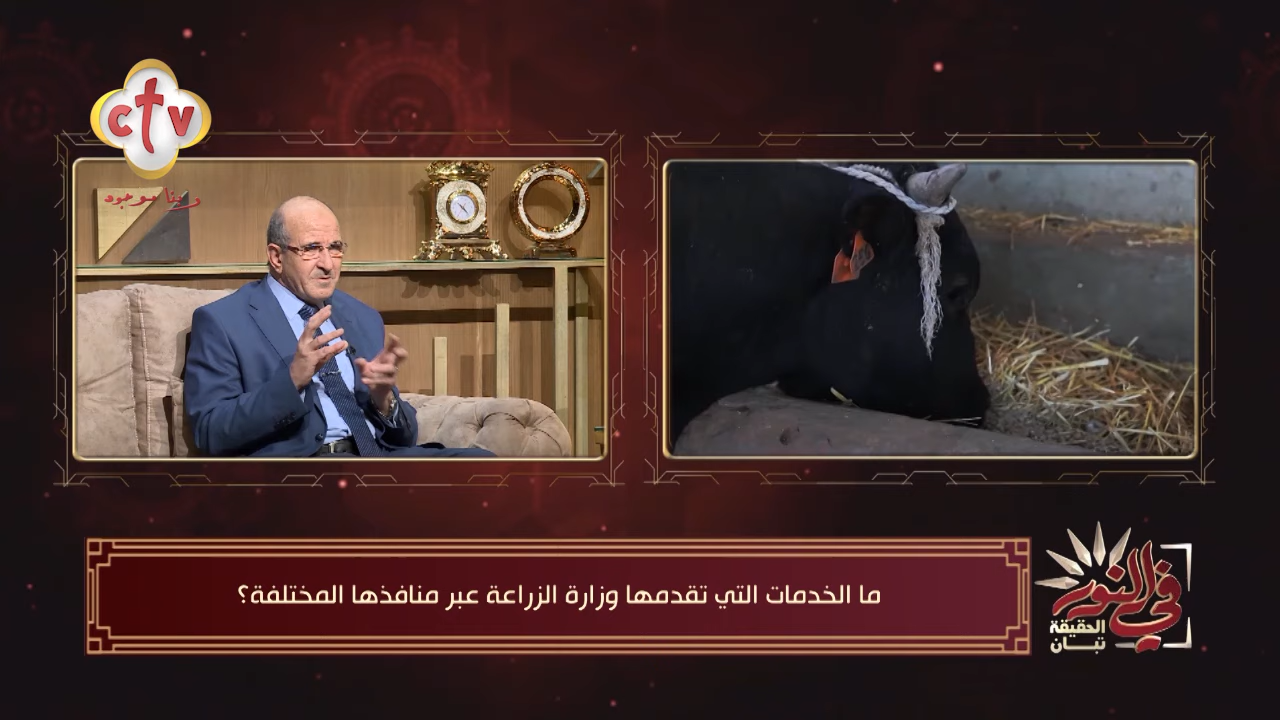 ctv
ربنا موجود
ما الخدمات التي تقدمها وزارة الزراعة عبر منافذها المختلفة؟
في النور
الحقيقة
تبان